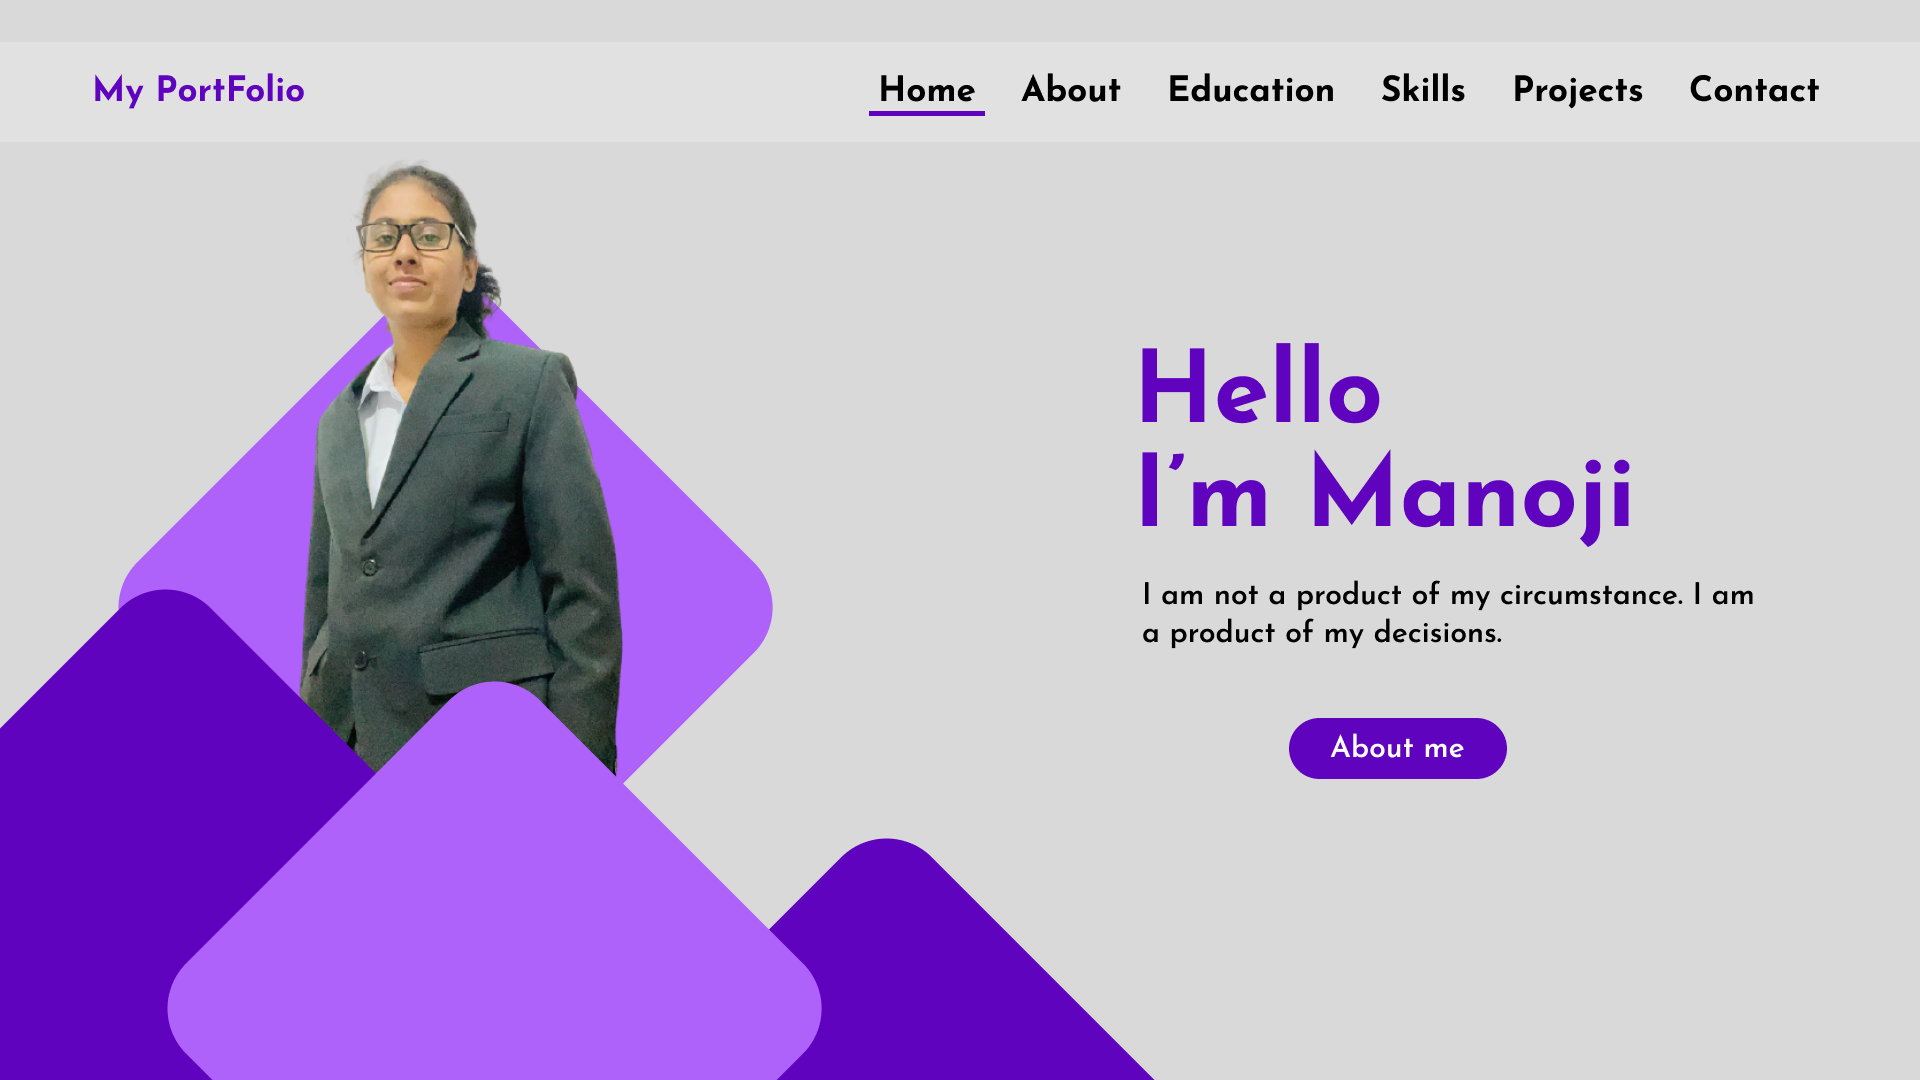 My PortFolio
Home About Education Skills Projects Contact
Hello
I’m Manoji
I am not a product of my circumstance. I am
a product of my decisions.
About me